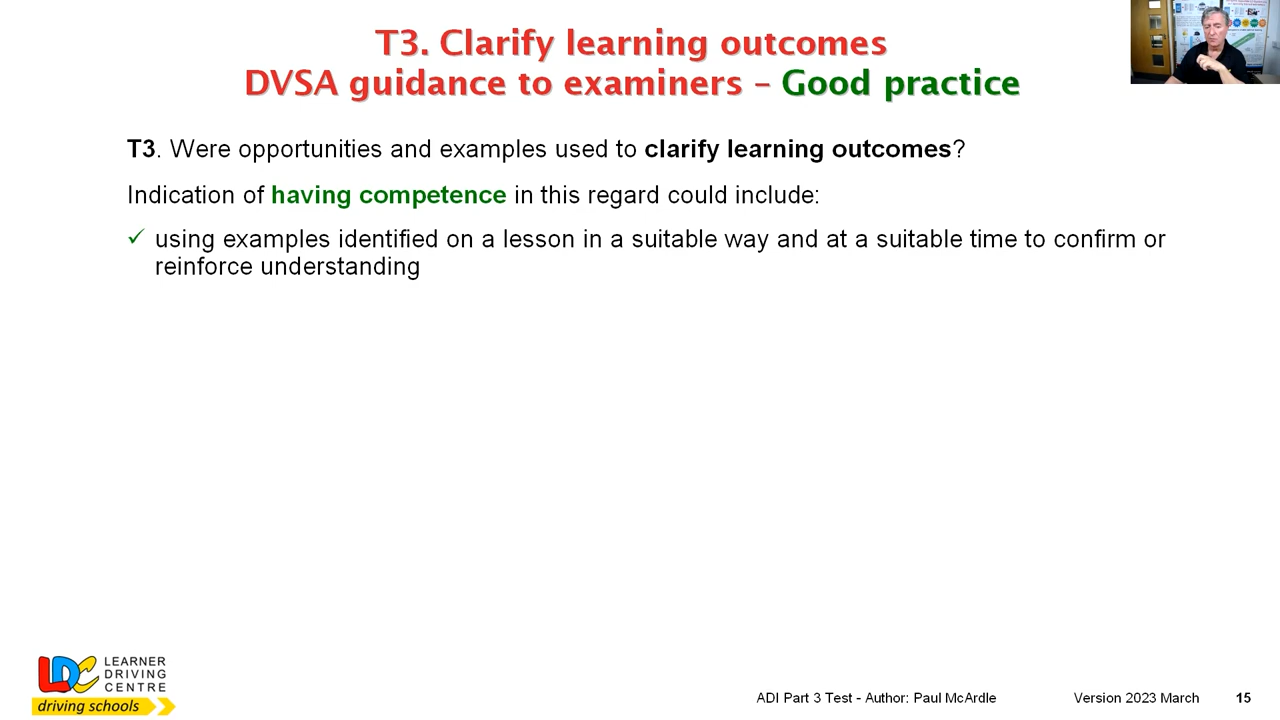 T3. Clarify learning outcomes
DVSA guidance to examiners – Good practice
T3. Were opportunities and examples used to clarify learning outcomes?
Indication of having competence in this regard could include:
✓ using examples identified on a lesson in a suitable way and at a suitable time to confirm or
reinforce understanding
LDC LEARNER
DRIVING
CENTRE
driving schools
ADI Part 3 Test - Author: Paul McArdle Version 2023 March 15